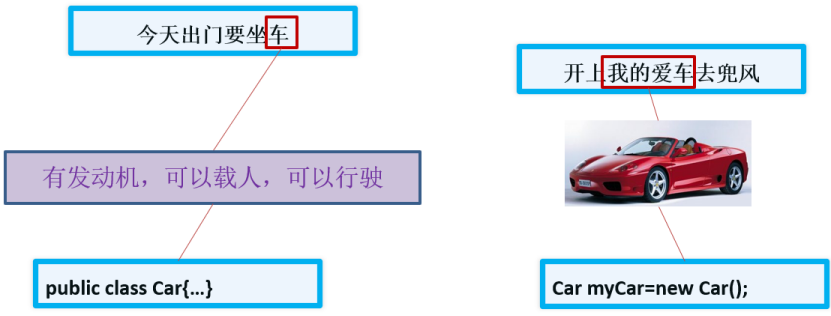 今天出门要坐车
开上我的爱车去兜风
有发动机，可以载人，可以行驶
public class Car{…}
Car myCar=new Car();